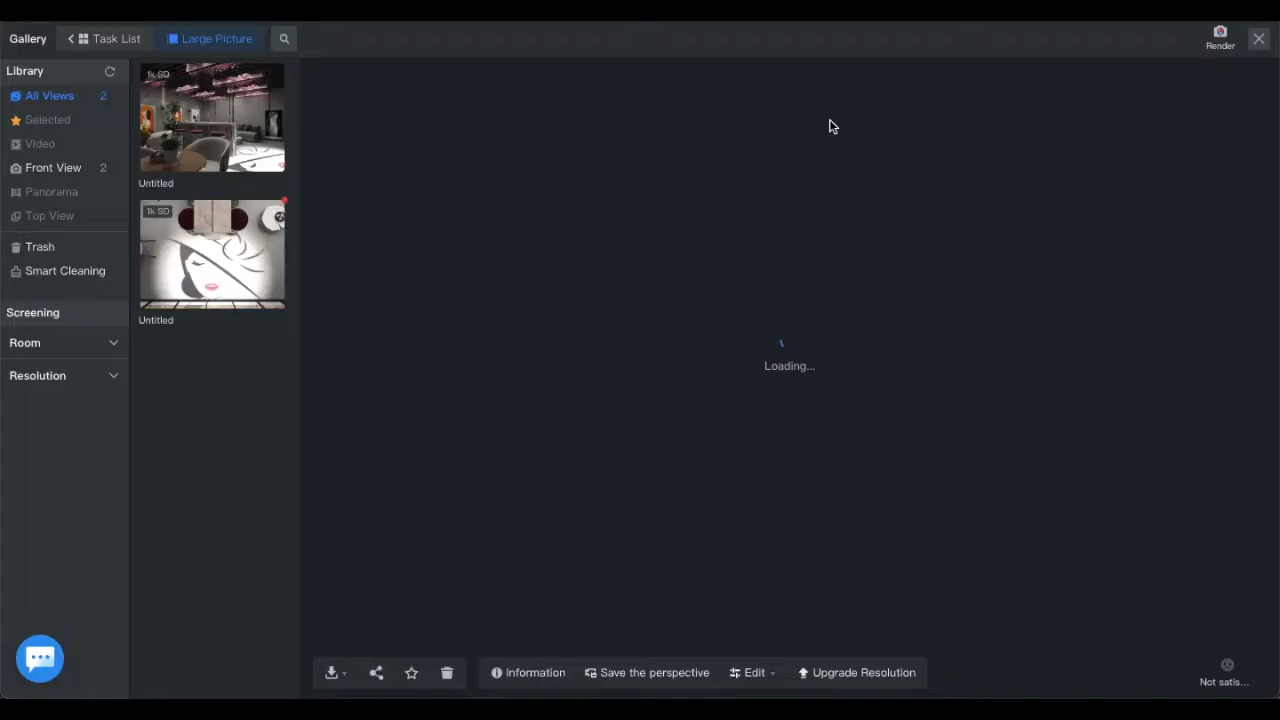 Gallery
Task List
Large Picture
Render
Library
All Views 2
Selected
Video
Front View 2
Panorama
Top View
Trash
Smart Cleaning
Screening
Room
Resolution
1k SD
Untitled
1k SD
Untitled
Loading...
Information
Save the perspective
Edit
Upgrade Resolution
Not satis...